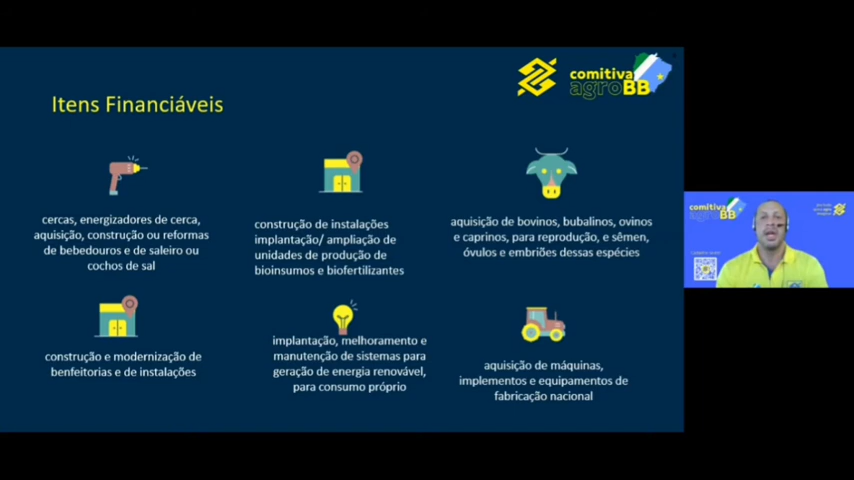 comitiva
agroBB
Itens Financiáveis
cercas, energizadores de cerca,
aquisição, construção ou reformas
de bebedouros e de saleiro ou
cochos de sal
construção de instalações
implantação/ ampliação de
unidades de produção de
bioinsumos e biofertilizantes
aquisição de bovinos, bubalinos, ovinos
e caprinos, para reprodução, e sêmen,
óvulos e embriões dessas espécies
construção e modernização de
benfeitorias e de instalações
implantação, melhoramento e
manutenção de sistemas para
geração de energia renovável,
para consumo próprio
aquisição de máquinas,
implementos e equipamentos de
fabricação nacional
comitiva
agroBB